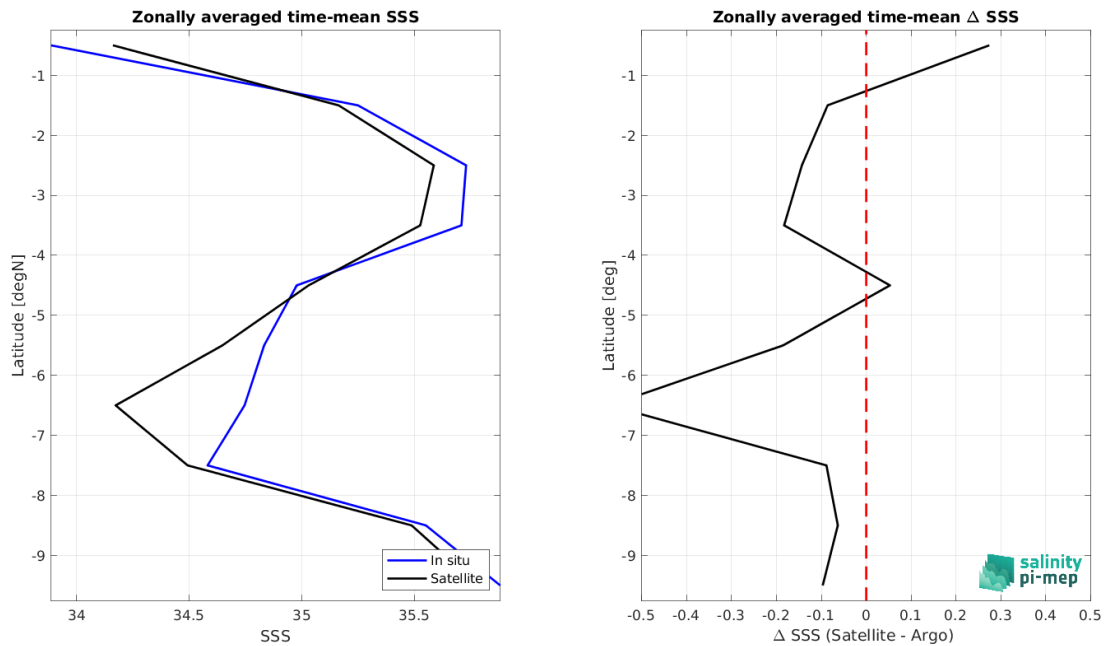 Zonally averaged time-mean SSS
-1
-2
-3
-4
-5
-6
-7
-8
-9
Latitude [degN]
34
34.5
35
35.5
SSS
In situ
Satellite
Zonally averaged time-mean Δ SSS
-1
-2
-3
-4
-5
-6
-7
-8
-9
Latitude [deg]
-0.5 -0.4 -0.3 -0.2 -0.1 0 0.1 0.2 0.3 0.4 0.5
Δ SSS (Satellite - Argo)
salinity
pi-mep